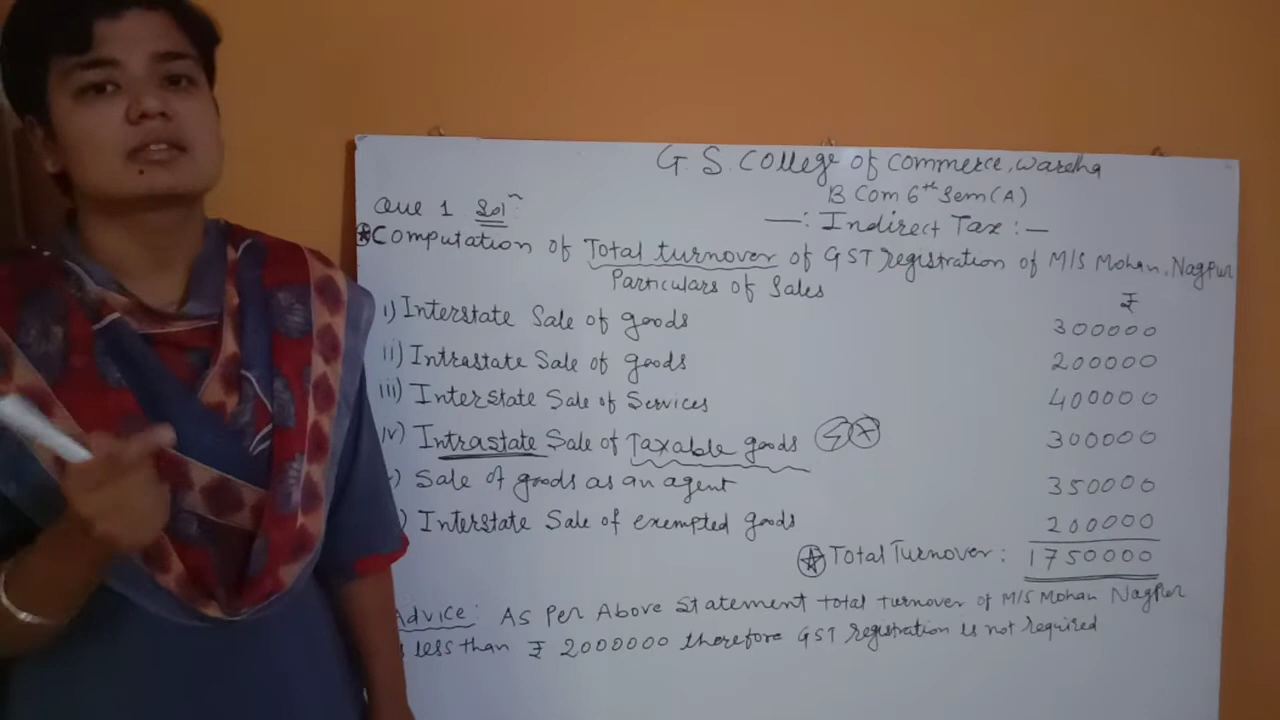 G. S. College of Commerce, Wardha
B Com 6th Sem (A)
Que 1 Sol~
—: Indirect Tax :—
Computation of Total turnover of GST registration of M/S Mohan, Nagpur
Particulars of Sales
₹
i) Interstate Sale of goods 300000
ii) Intrastate Sale of goods 200000
iii) Interstate Sale of Services 400000
iv) Intrastate Sale of Taxable goods 300000
) Sale of goods as an agent 350000
) Interstate Sale of exempted goods 200000
Total Turnover: 1750000
Advice: As Per Above Statement total turnover of M/S Mohan Nagpur
less than ₹ 2000000 therefore GST registration is not required